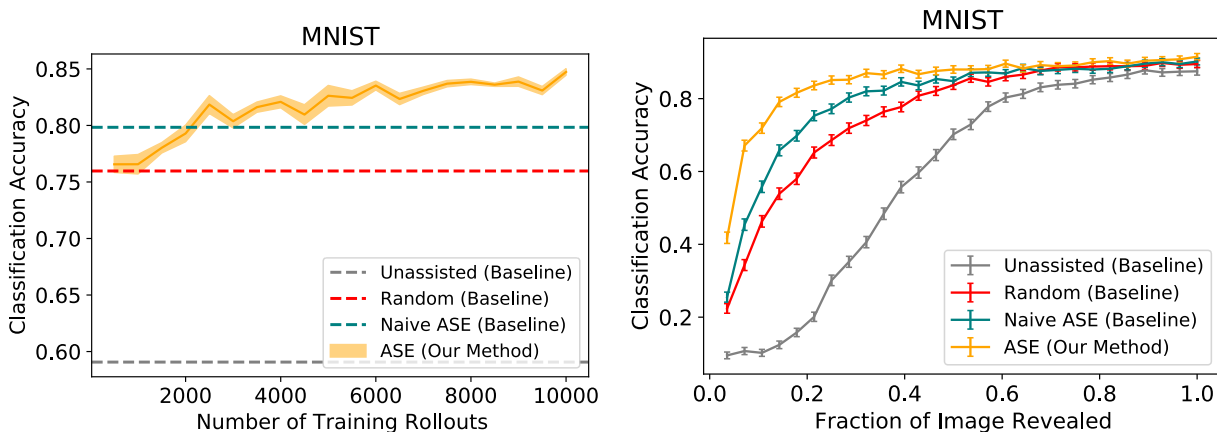 MNIST
Classification Accuracy
0.85
0.80
0.75
0.70
0.65
0.60
Unassisted (Baseline)
Random (Baseline)
Naive ASE (Baseline)
ASE (Our Method)
2000 4000 6000 8000 10000
Number of Training Rollouts
MNIST
Classification Accuracy
0.8
0.6
0.4
0.2
Unassisted (Baseline)
Random (Baseline)
Naive ASE (Baseline)
ASE (Our Method)
0.0 0.2 0.4 0.6 0.8 1.0
Fraction of Image Revealed